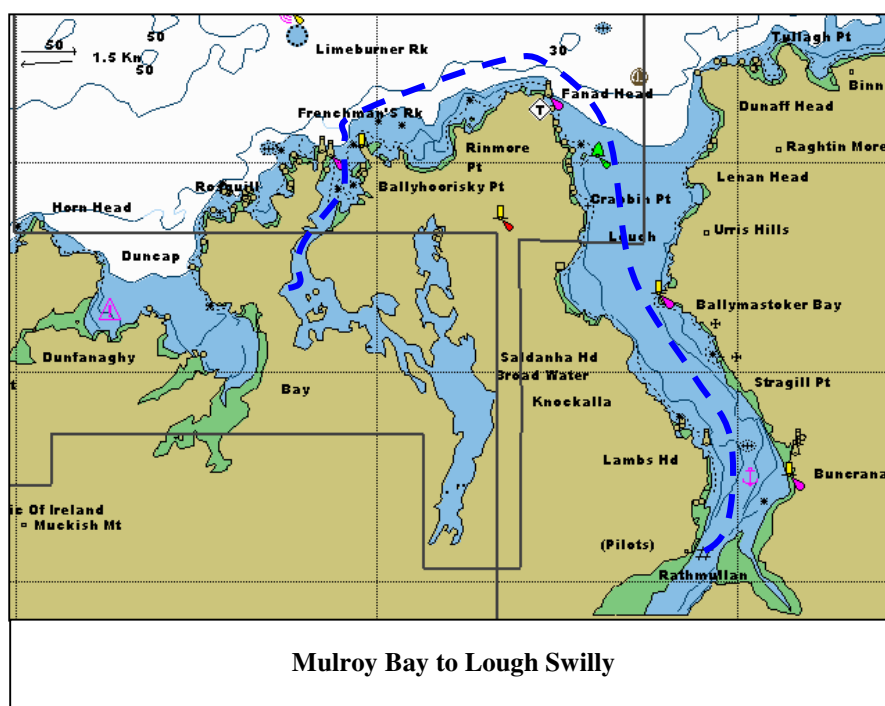 50
50
1.5 Kn
50
Limeburner Rk
30
Tullagh Pt
Binn
Fanad Head
Dunaff Head
Frenchman'S Rk
T
Rinmore
Pt
Raghtin More
Rosguill
Ballyhoorisky Pt
Lenan Head
Crabbin Pt
Horn Head
Lough
Urris Hills
Duncap
Ballymastoker Bay
Dunfanaghy
Saldanha Hd
Broad Water
Stragill Pt
t
Bay
Knockalla
Lambs Hd
Buncrana
ic Of Ireland
Muckish Mt
(Pilots)
Rathmullan
Mulroy Bay to Lough Swilly